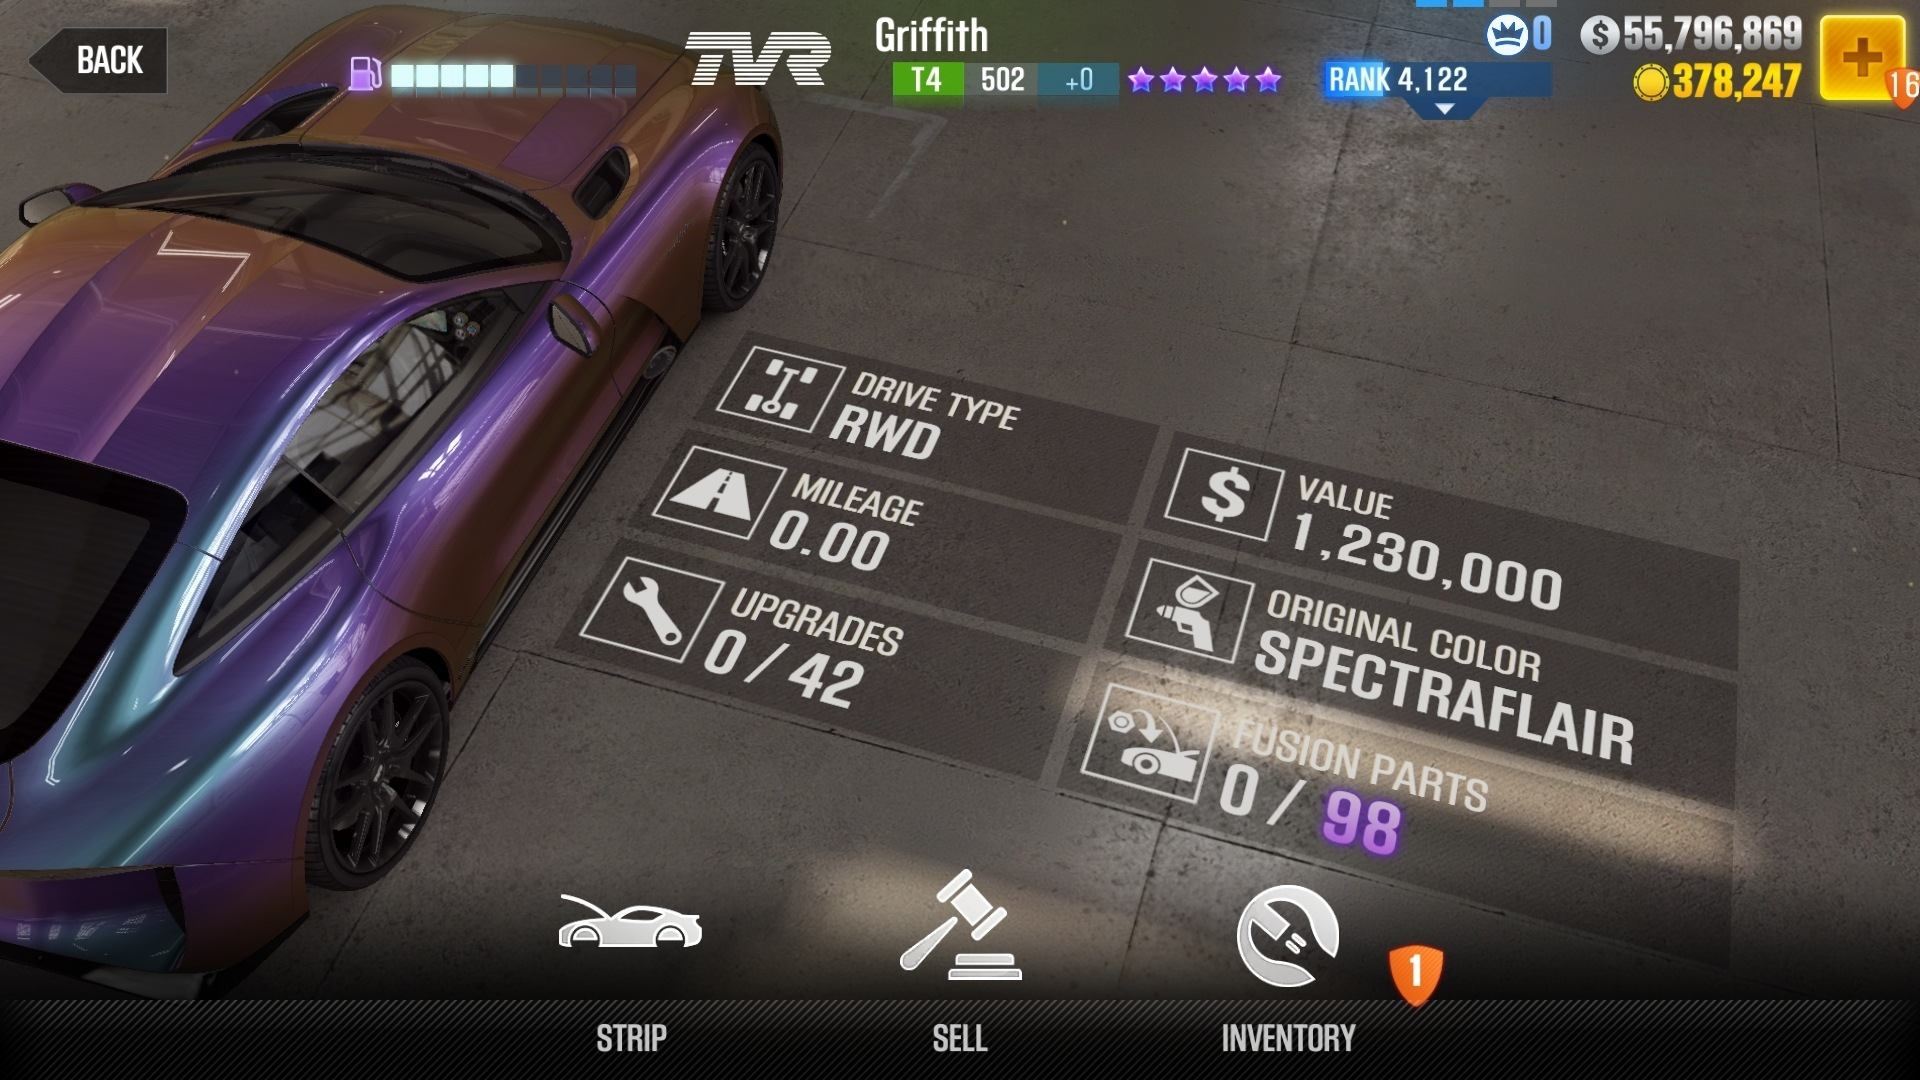 BACK
TVR
Griffith
T4 502 +0
RANK 4,122
0
55,796,869
378,247
16
DRIVE TYPE
RWD
MILEAGE
0.00
UPGRADES
0/42
VALUE
1,230,000
ORIGINAL COLOR
SPECTRAFLAIR
FUSION PARTS
0/98
1
STRIP
SELL
INVENTORY